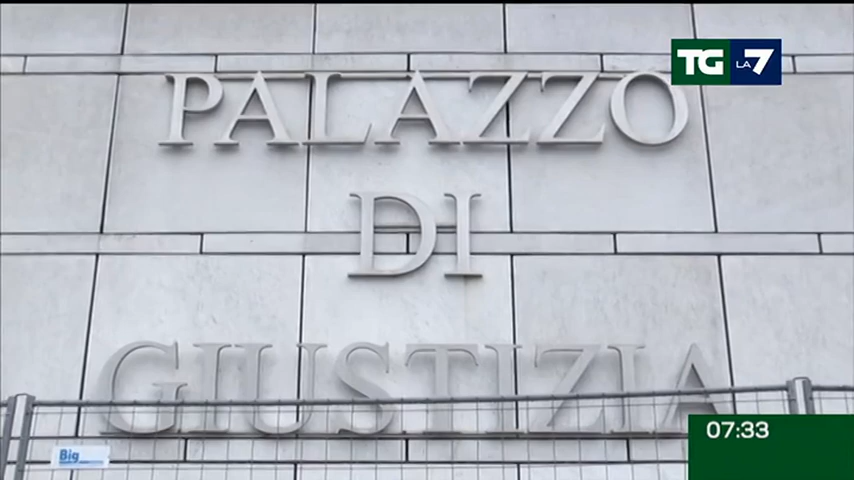 TG LA 7
PALAZZO
DI
GIUSTIZIA
07:33
Big